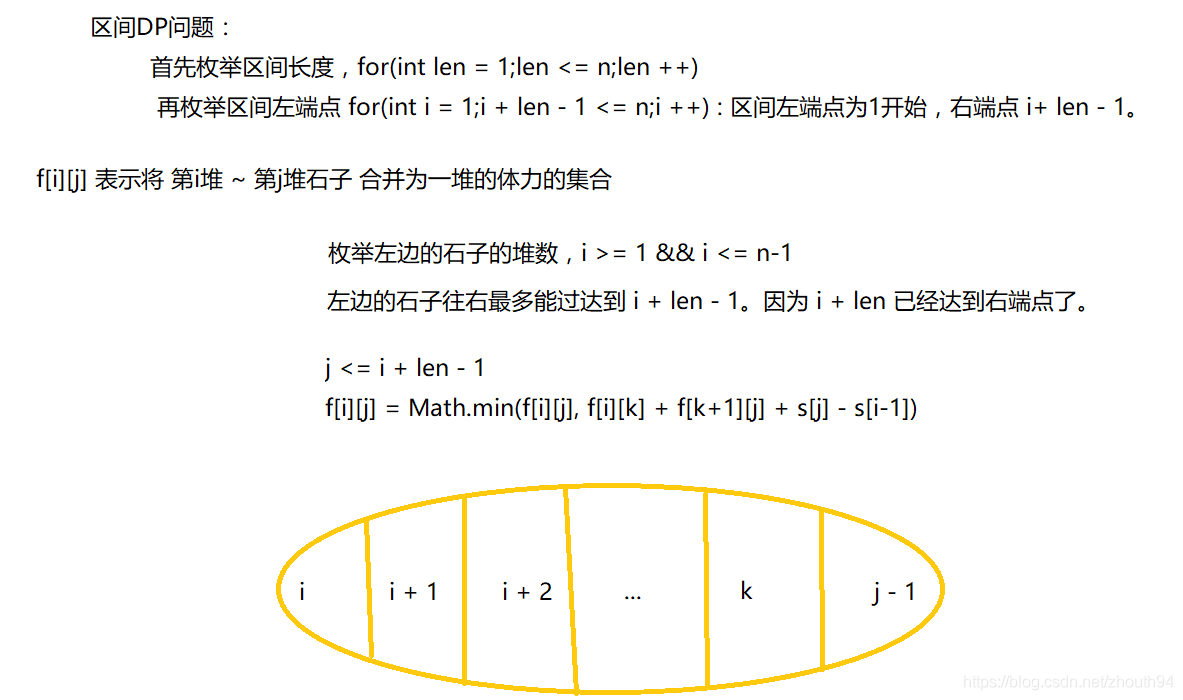 区间DP问题：
首先枚举区间长度，for(int len = 1;len <= n;len ++)
再枚举区间左端点 for(int i = 1;i + len - 1 <= n;i ++)：区间左端点为1开始，右端点 i+ len - 1。
f[i][j] 表示将 第i堆 ~ 第j堆石子 合并为一堆的体力的集合
枚举左边的石子的堆数，i >= 1 && i <= n-1
左边的石子往右最多能过达到 i + len - 1。因为 i + len 已经达到右端点了。
j <= i + len - 1
f[i][j] = Math.min(f[i][j], f[i][k] + f[k+1][j] + s[j] - s[i-1])
i i + 1 i + 2 ... k j - 1
https://blog.csdn.net/zhouth94